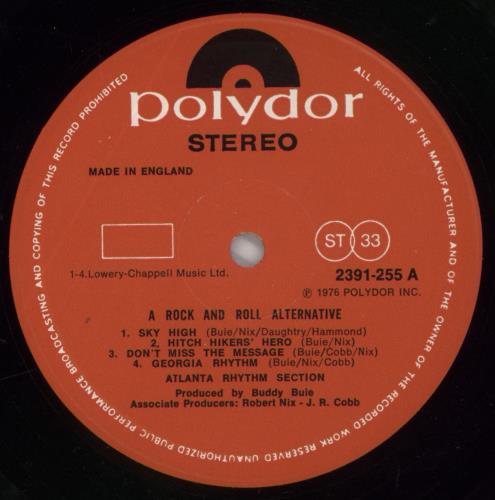 polydor
STEREO
MADE IN ENGLAND
ST 33
1-4. Lowery-Chappell Music Ltd.
2391-255 A
℗ 1976 POLYDOR INC.
A ROCK AND ROLL ALTERNATIVE
1. SKY HIGH (Buie/Nix/Daughtry/Hammond)
2. HITCH HIKERS' HERO (Buie/Nix)
3. DON'T MISS THE MESSAGE (Buie/Cobb/Nix)
4. GEORGIA RHYTHM (Buie/Nix/Cobb)
ATLANTA RHYTHM SECTION
Produced by Buddy Buie
Associate Producers: Robert Nix - J. R. Cobb
ALL RIGHTS OF THE MANUFACTURER AND OF THE OWNER OF THE RECORDED WORK RESERVED UNAUTHORIZED PUBLIC PERFORMANCE BROADCASTING AND COPYING OF THIS RECORD PROHIBITED